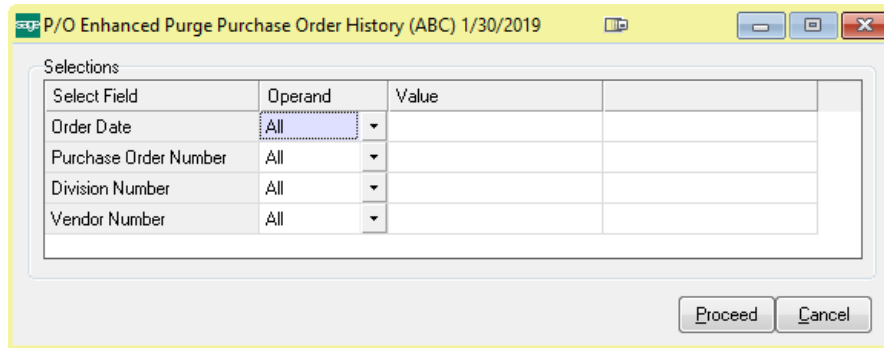 sage P/O Enhanced Purge Purchase Order History (ABC) 1/30/2019
Selections
Select Field Operand Value
Order Date All
Purchase Order Number All
Division Number All
Vendor Number All
Proceed Cancel